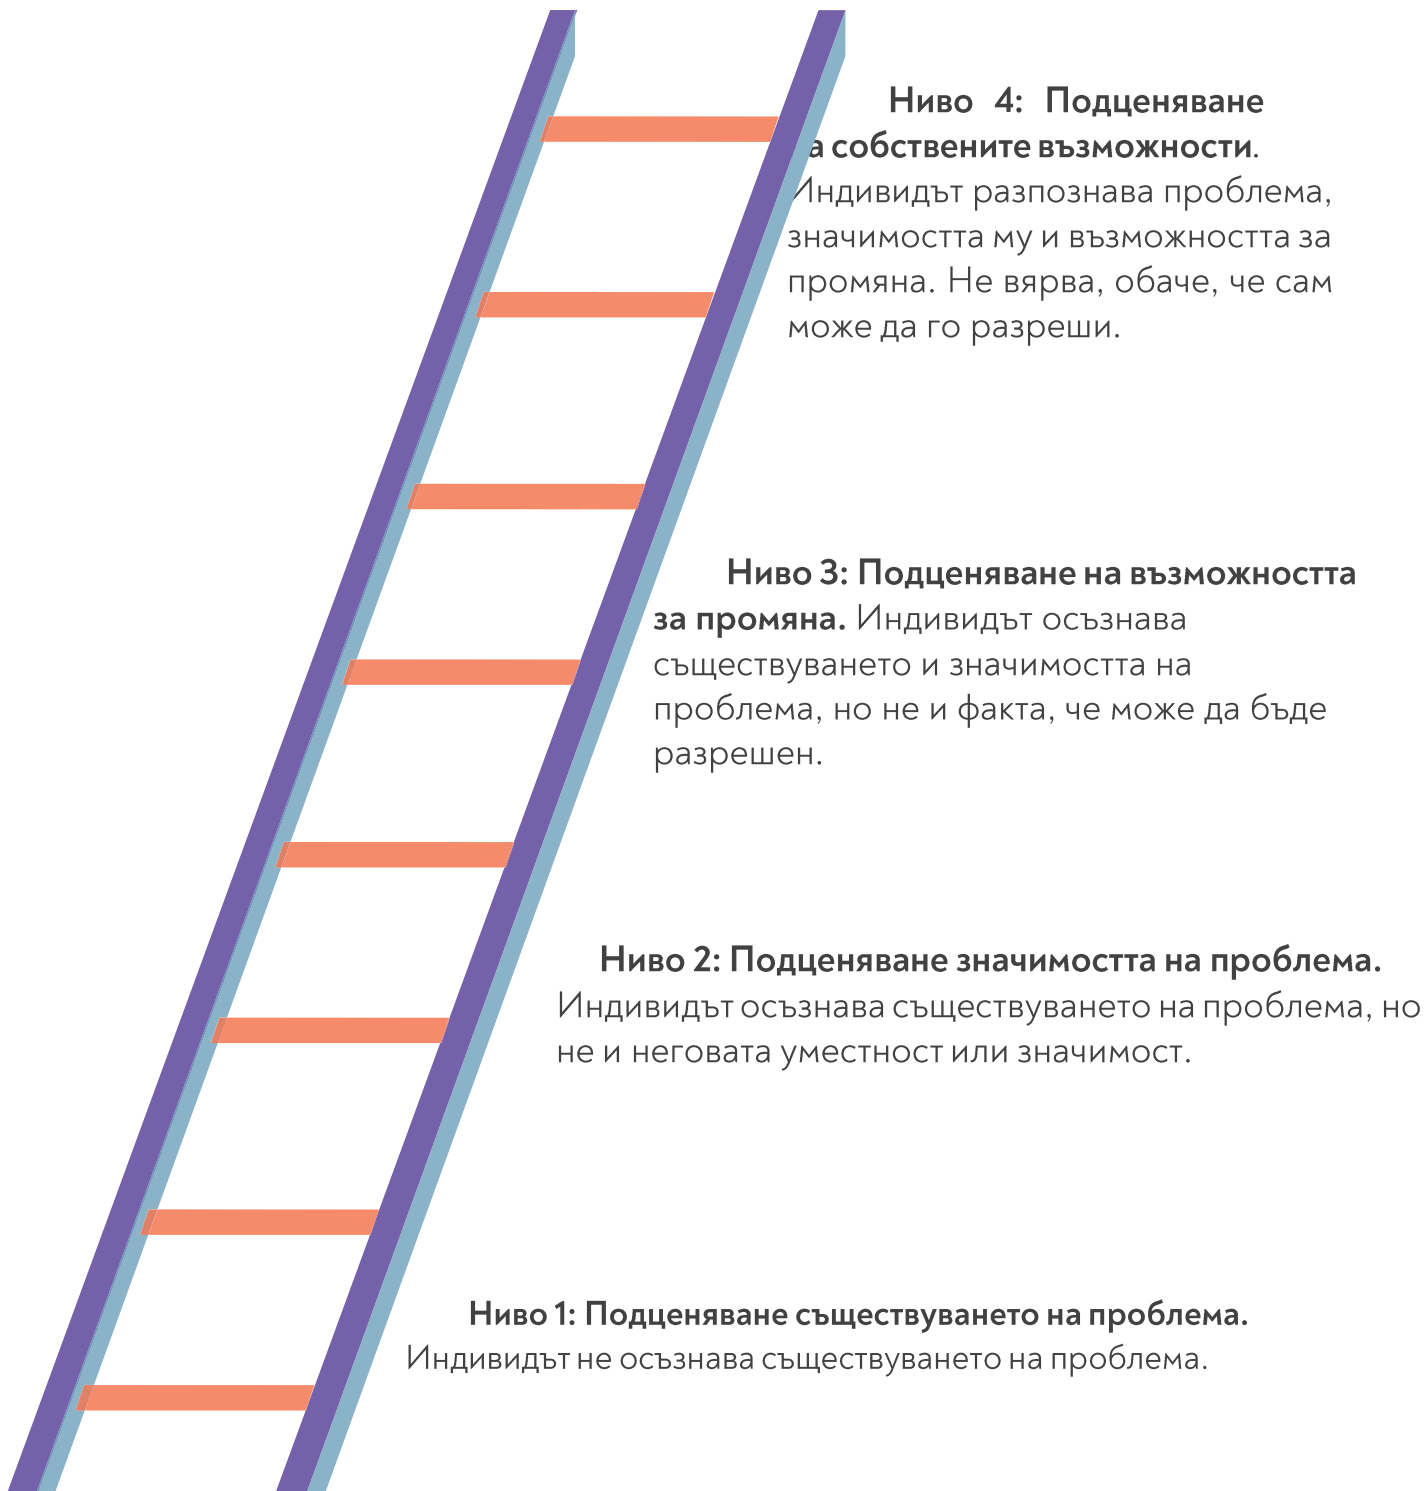 Ниво 4: Подценяване
а собствените възможности.
Индивидът разпознава проблема,
значимостта му и възможността за
промяна. Не вярва, обаче, че сам
може да го разреши.
Ниво 3: Подценяване на възможността
за промяна. Индивидът осъзнава
съществуването и значимостта на
проблема, но не и факта, че може да бъде
разрешен.
Ниво 2: Подценяване значимостта на проблема.
Индивидът осъзнава съществуването на проблема, но
не и неговата уместност или значимост.
Ниво 1: Подценяване съществуването на проблема.
Индивидът не осъзнава съществуването на проблема.